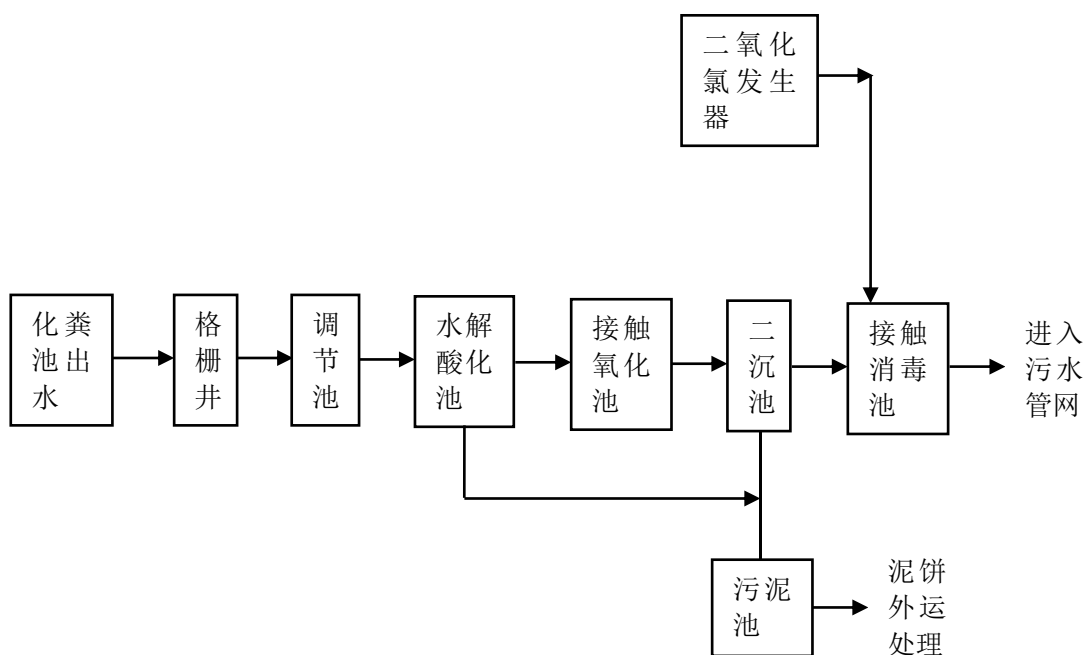 二氧化
氯发生
器
化粪
池出
水
格
栅
井
调
节
池
水解
酸化
池
接触
氧化
池
二
沉
池
接触
消毒
池
进入
污水
管网
污泥
池
泥饼
外运
处理